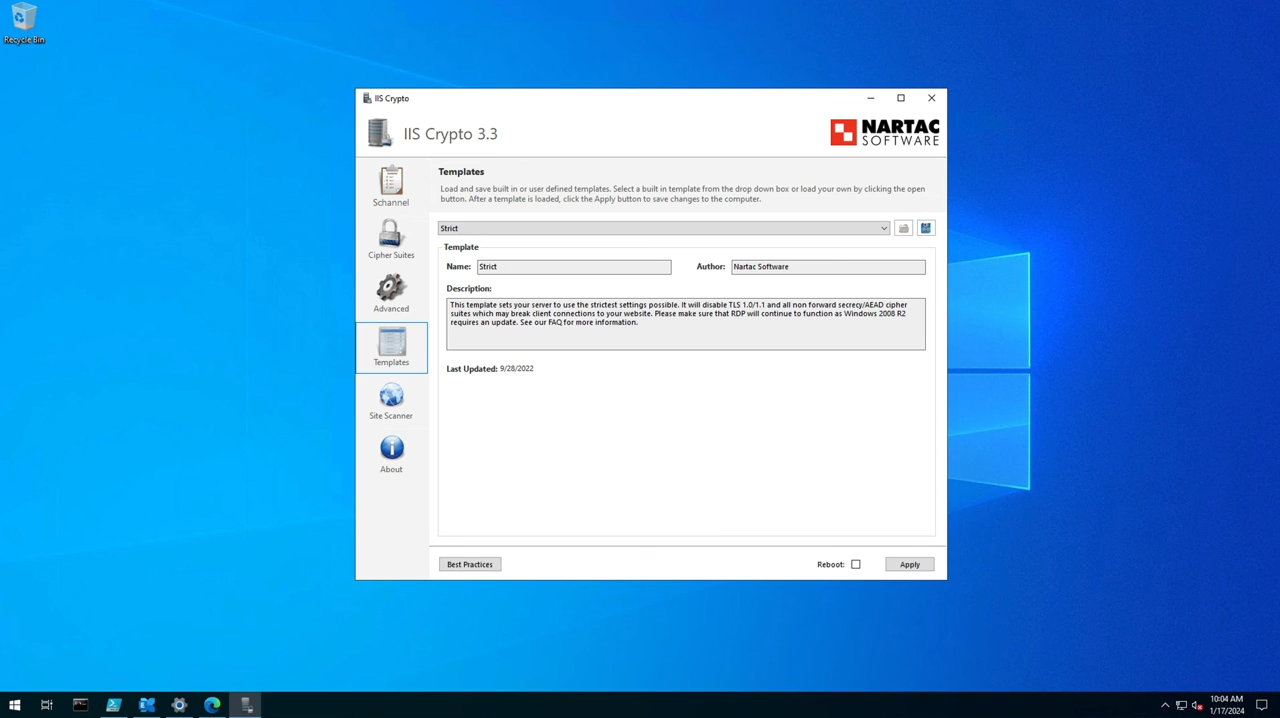 Recycle Bin
IIS Crypto
IIS Crypto 3.3
NARTAC
SOFTWARE
Schannel
Cipher Suites
Advanced
Templates
Site Scanner
About
Templates
Load and save built in or user defined templates. Select a built in template from the drop down box or load your own by clicking the open
button. After a template is loaded, click the Apply button to save changes to the computer.
Strict
Template
Name: Strict Author: Nartac Software
Description:
This template sets your server to use the strictest settings possible. It will disable TLS 1.0/1.1 and all non forward secrecy/AEAD cipher
suites which may break client connections to your website. Please make sure that RDP will continue to function as Windows 2008 R2
requires an update. See our FAQ for more information.
Last Updated: 9/28/2022
Best Practices Reboot: Apply
10:04 AM
1/17/2024